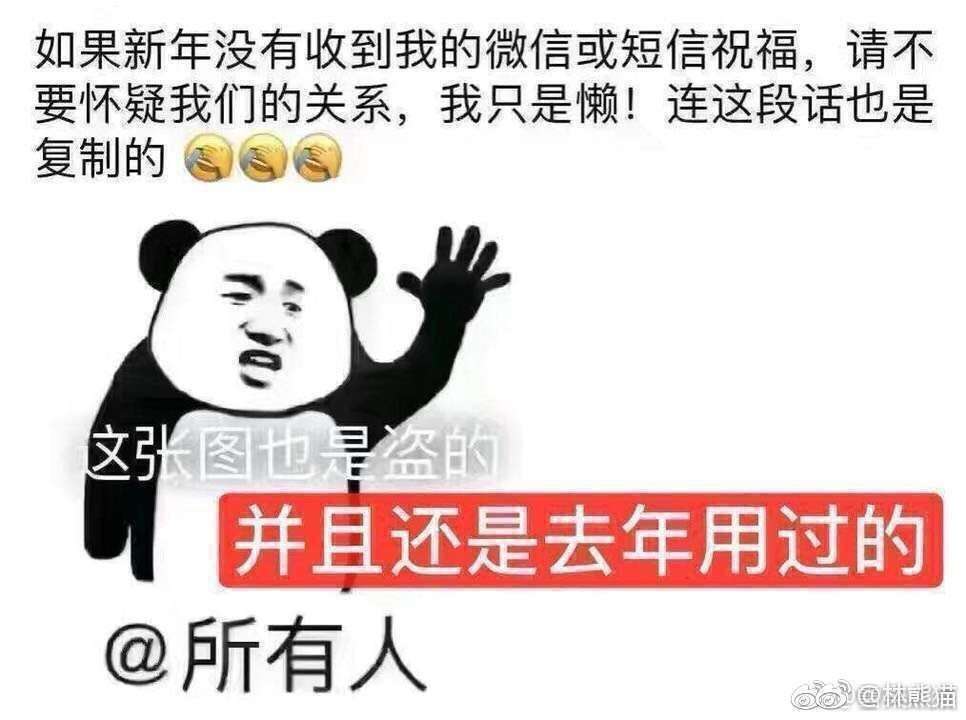 如果新年没有收到我的微信或短信祝福，请不
要怀疑我们的关系，我只是懒！连这段话也是
复制的 🤦🤦🤦
这张图也是盗的
并且还是去年用过的
@所有人
@林熊猫